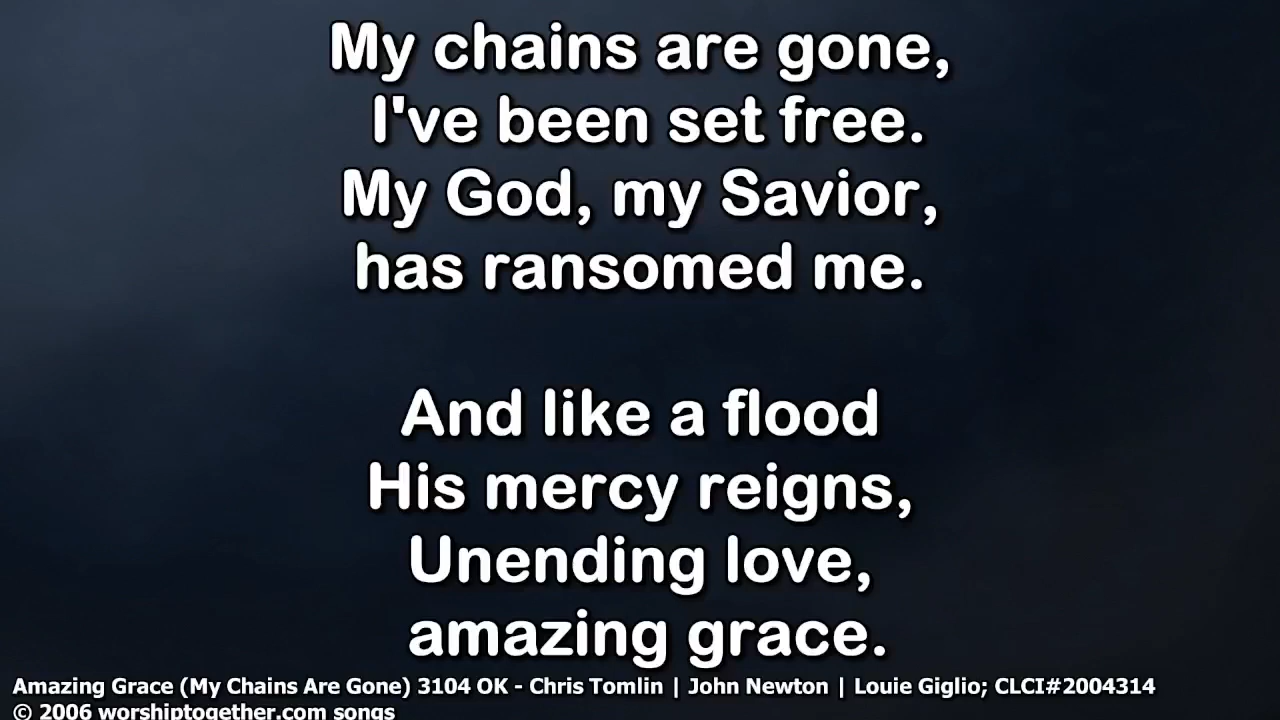 My chains are gone,
I've been set free.
My God, my Savior,
has ransomed me.
And like a flood
His mercy reigns,
Unending love,
amazing grace.
Amazing Grace (My Chains Are Gone) 3104 OK - Chris Tomlin | John Newton | Louie Giglio; CLCI#2004314
© 2006 worshiptogether.com songs